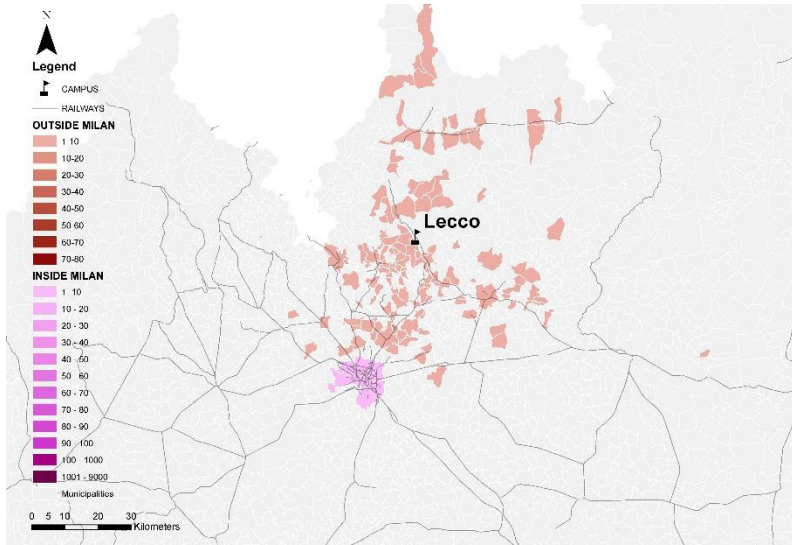 N
Legend
CAMPUS
RAILWAYS
OUTSIDE MILAN
1 10
10-20
20-30
30-40
40-50
50 60
60-70
70-80
INSIDE MILAN
1 10
10 - 20
20 - 30
30 - 40
40 - 50
50 60
60 - 70
70 - 80
80 - 90
90 - 100
100 1000
1001 - 9000
Municipalities
0 5 10 20 30
Kilometers
Lecco